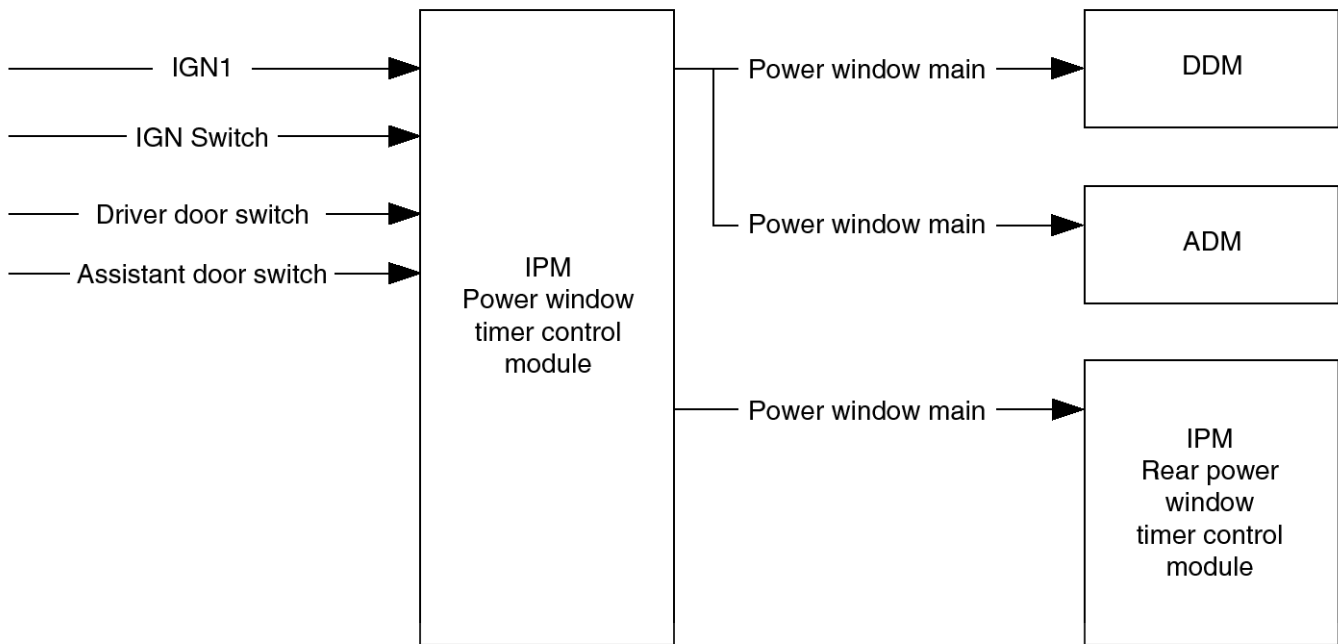 IGN1
IGN Switch
Driver door switch
Assistant door switch
IPM
Power window
timer control
module
Power window main
Power window main
Power window main
DDM
ADM
IPM
Rear power
window
timer control
module